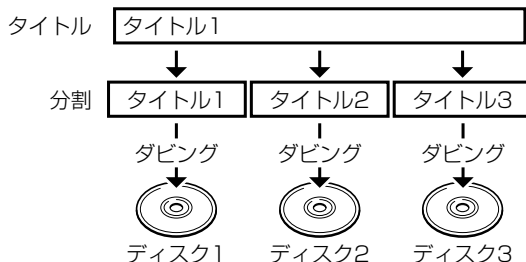 タイトル タイトル1
分割 タイトル1 タイトル2 タイトル3
ダビング ダビング ダビング
ディスク1 ディスク2 ディスク3